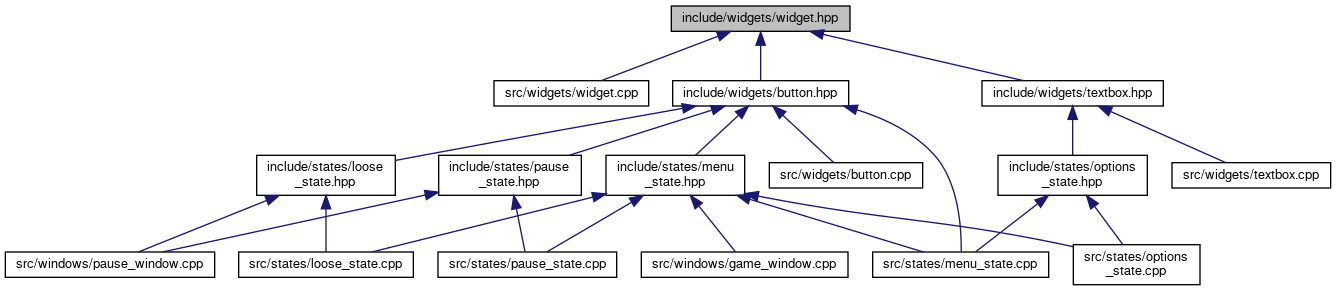 include/widgets/widget.hpp
src/widgets/widget.cpp
include/widgets/button.hpp
include/widgets/textbox.hpp
include/states/loose
_state.hpp
include/states/pause
_state.hpp
include/states/menu
_state.hpp
src/widgets/button.cpp
include/states/options
_state.hpp
src/widgets/textbox.cpp
src/windows/pause_window.cpp
src/states/loose_state.cpp
src/states/pause_state.cpp
src/windows/game_window.cpp
src/states/menu_state.cpp
src/states/options
_state.cpp